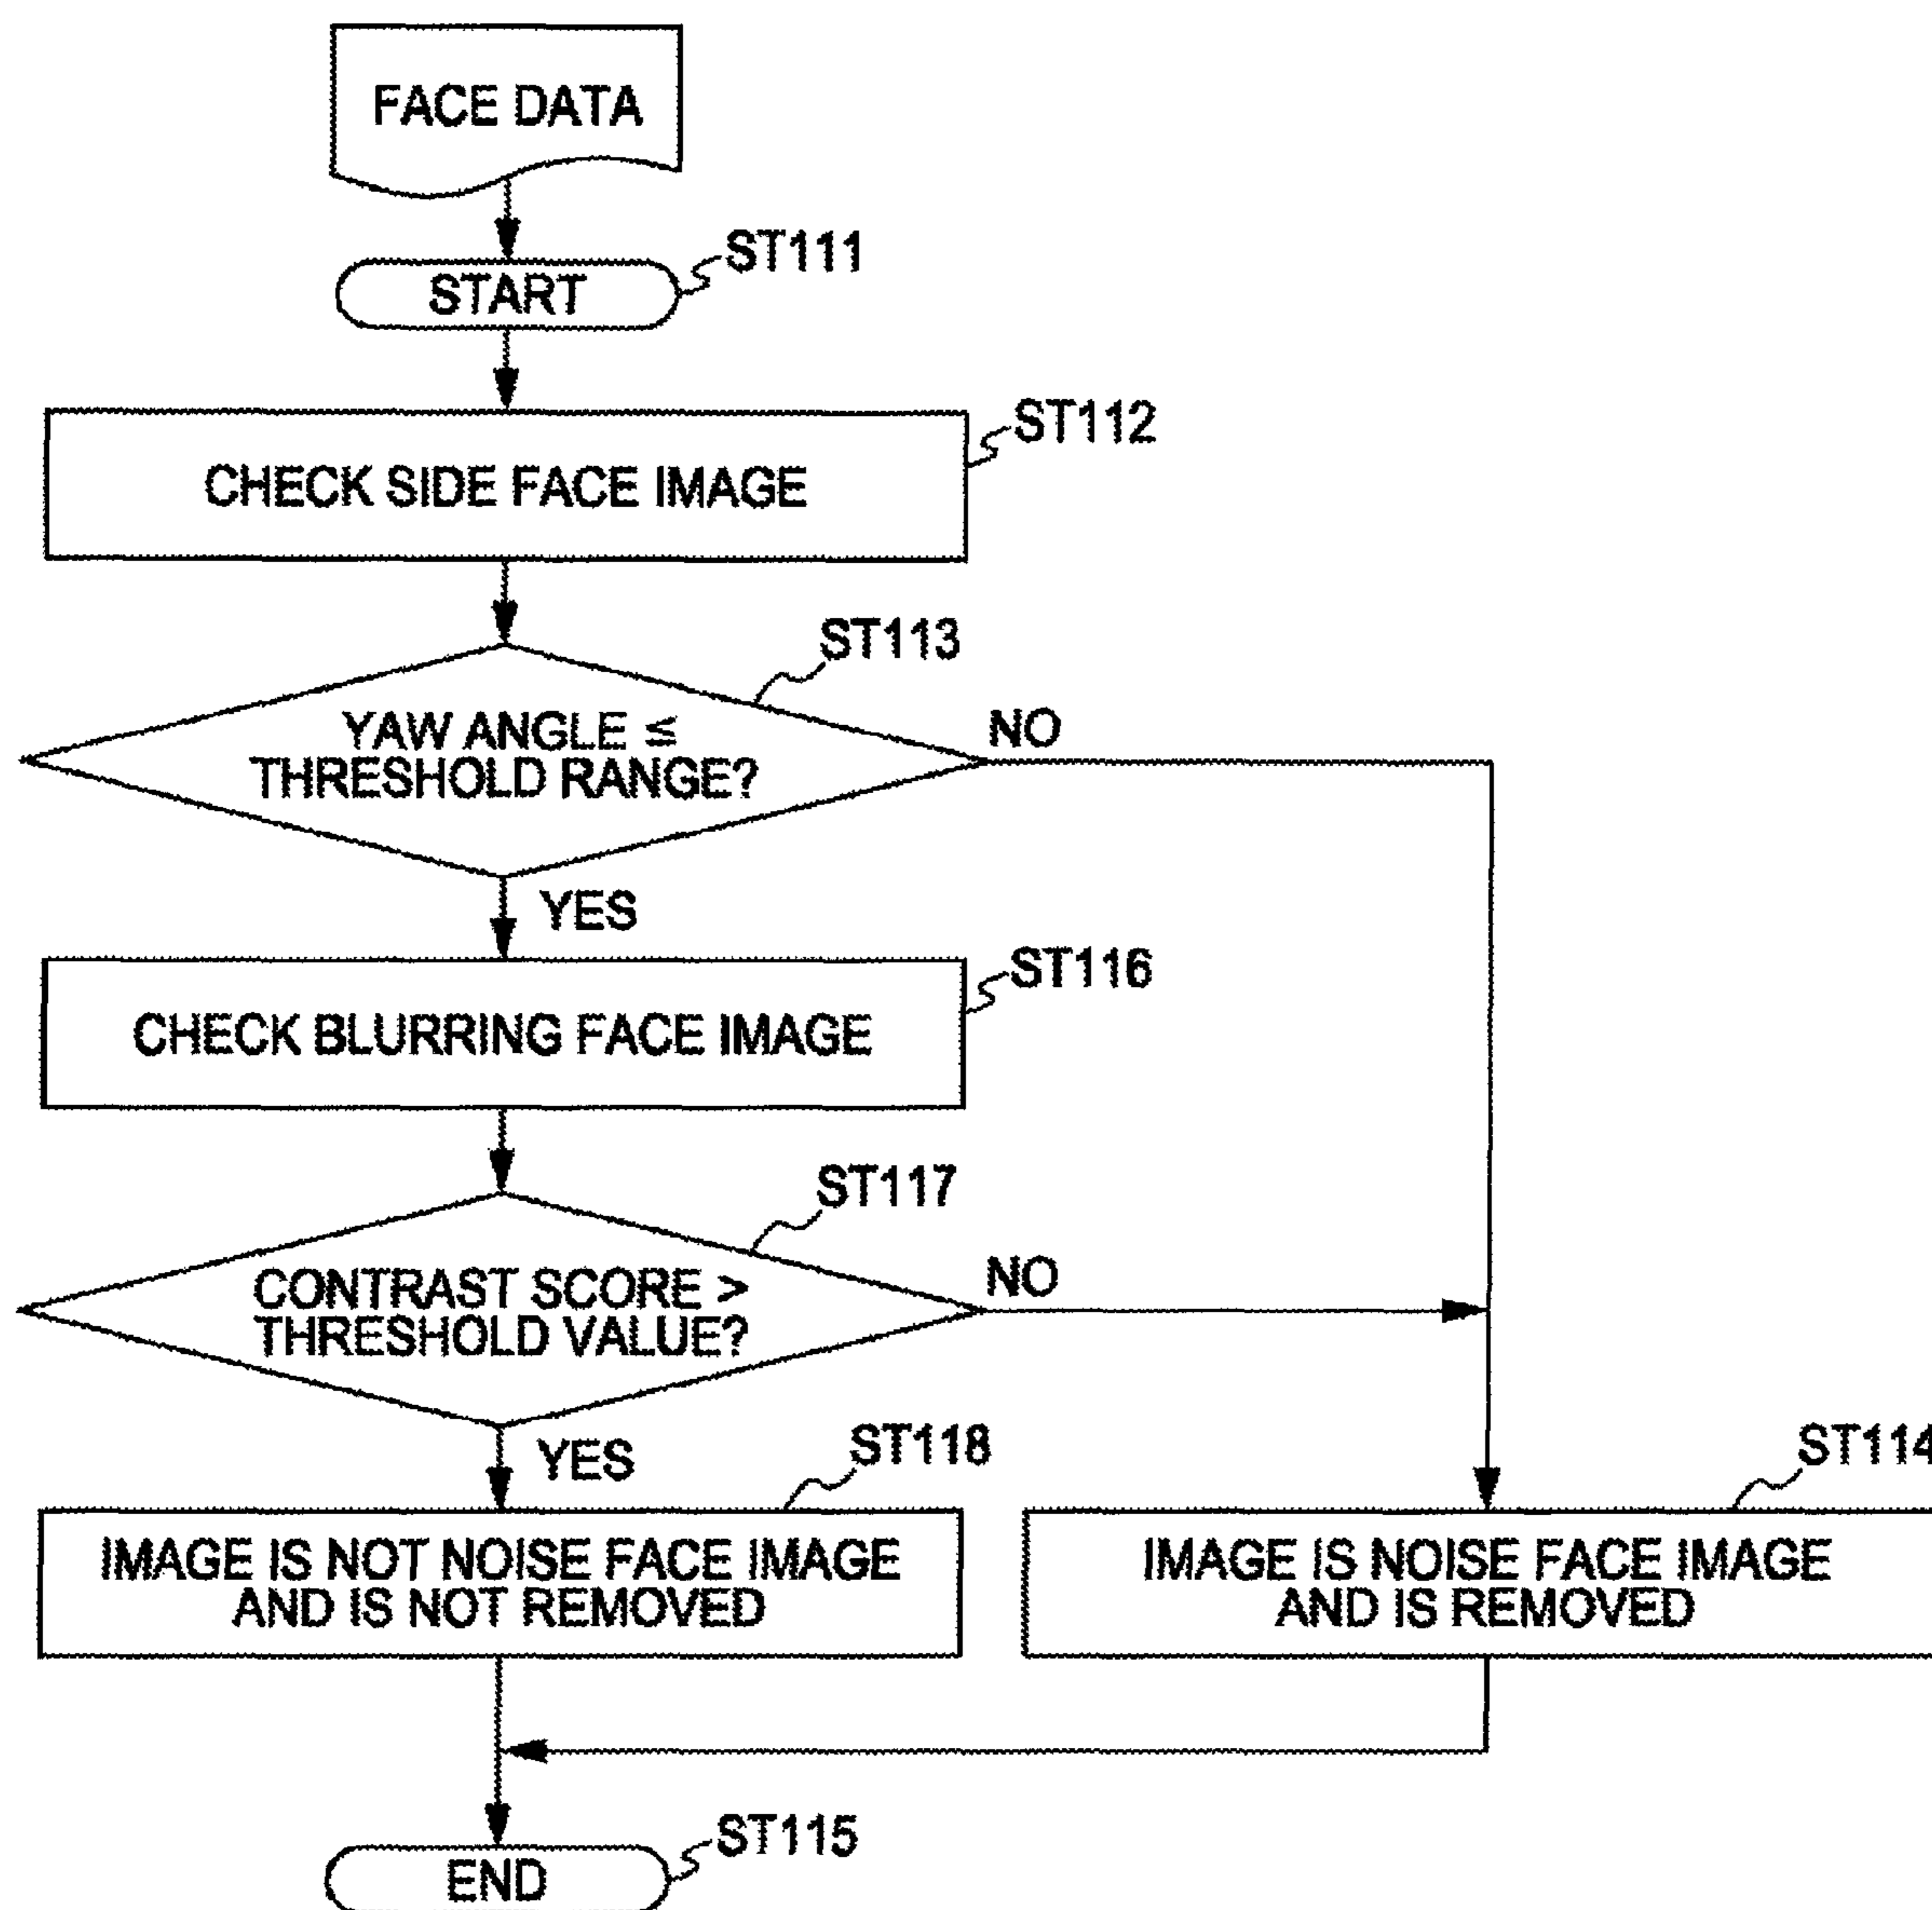 FACE DATA
START
ST111
CHECK SIDE FACE IMAGE
ST112
ST113
YAW ANGLE ≤
THRESHOLD RANGE?
NO
YES
CHECK BLURRING FACE IMAGE
ST116
ST117
CONTRAST SCORE >
THRESHOLD VALUE?
NO
YES
ST118
IMAGE IS NOT NOISE FACE IMAGE
AND IS NOT REMOVED
ST114
IMAGE IS NOISE FACE IMAGE
AND IS REMOVED
END
ST115